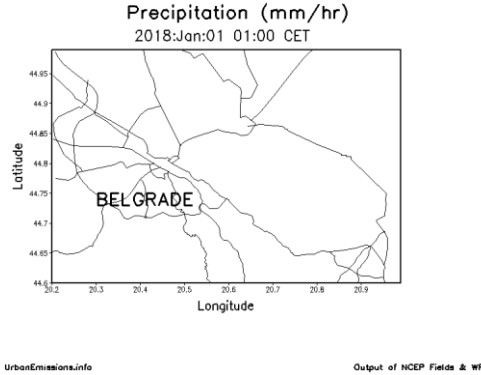 Precipitation (mm/hr)
2018:Jan:01 01:00 CET
44.95
44.9
44.85
44.8
44.75
44.7
44.65
44.6
Latitude
BELGRADE
20.2 20.3 20.4 20.5 20.6 20.7 20.8 20.9
Longitude
UrbanEmissions.info Output of NCEP Fields & WR